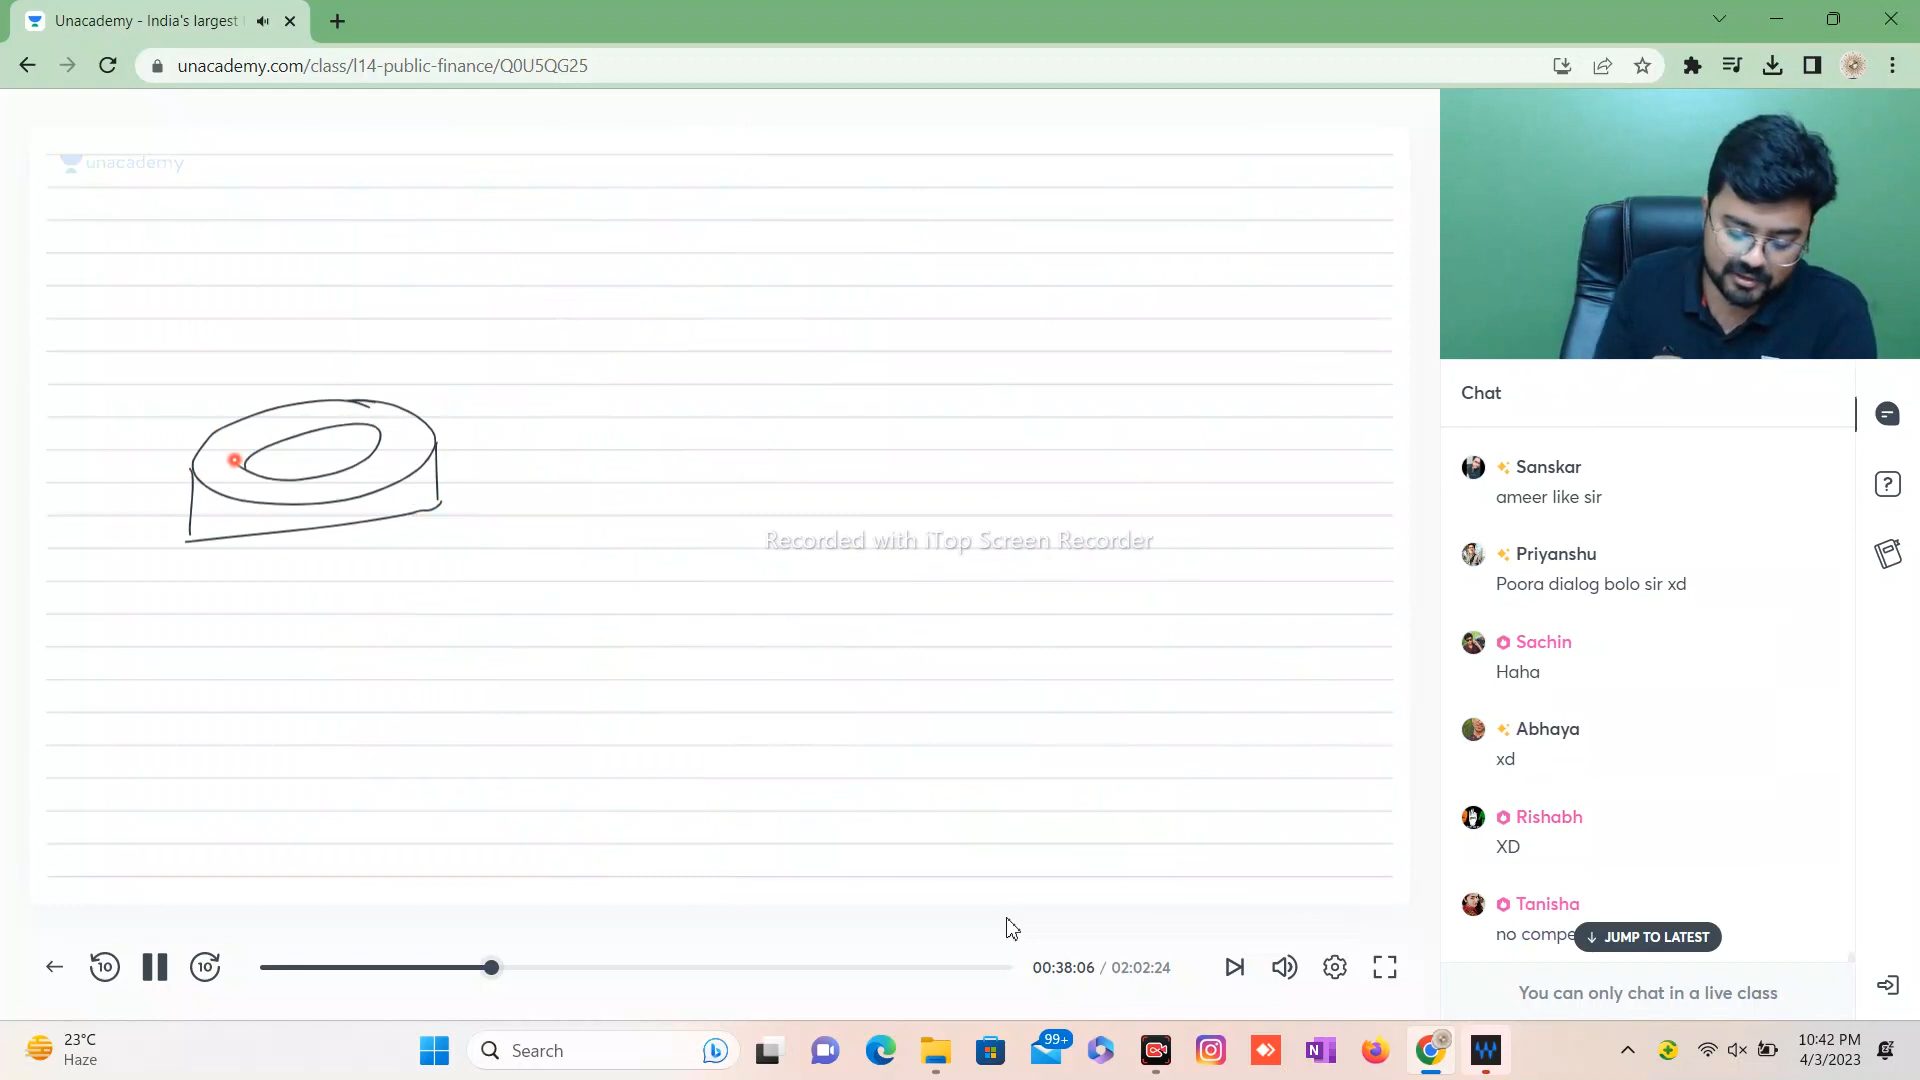 Unacademy - India's largest
unacademy.com/class/l14-public-finance/Q0U5QG25
unacademy
Recorded with iTop Screen Recorder
Chat
Sanskar
ameer like sir
Priyanshu
Poora dialog bolo sir xd
Sachin
Haha
Abhaya
xd
Rishabh
XD
Tanisha
no compe
JUMP TO LATEST
You can only chat in a live class
10
10
00:38:06 / 02:02:24
23°C
Haze
Search
99+
10:42 PM
4/3/2023